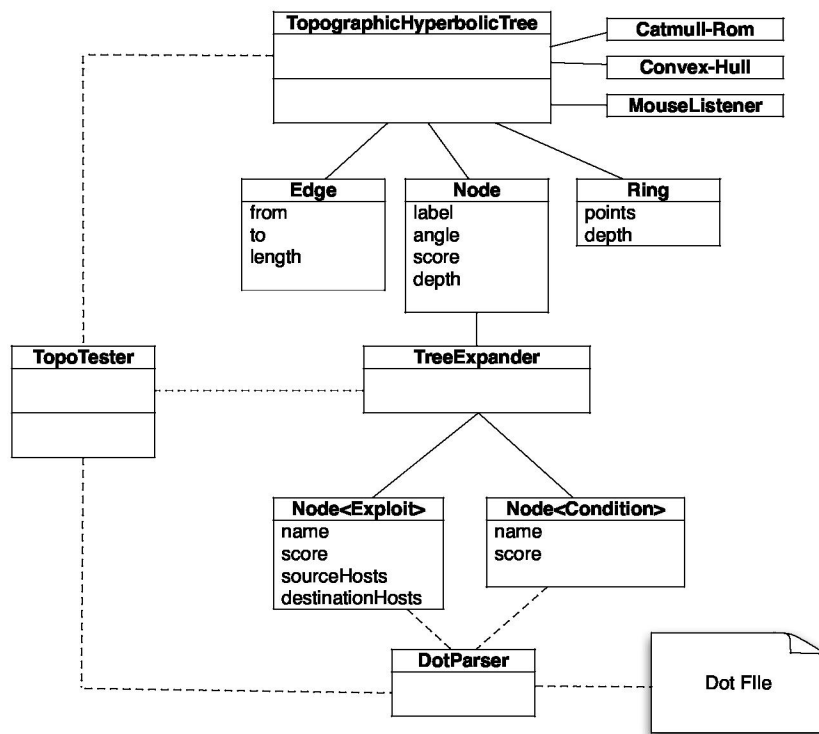 TopographicHyperbolicTree
Catmull-Rom
Convex-Hull
MouseListener
Edge
from
to
length
Node
label
angle
score
depth
Ring
points
depth
TopoTester
TreeExpander
Node<Exploit>
name
score
sourceHosts
destinationHosts
Node<Condition>
name
score
DotParser
Dot FIle